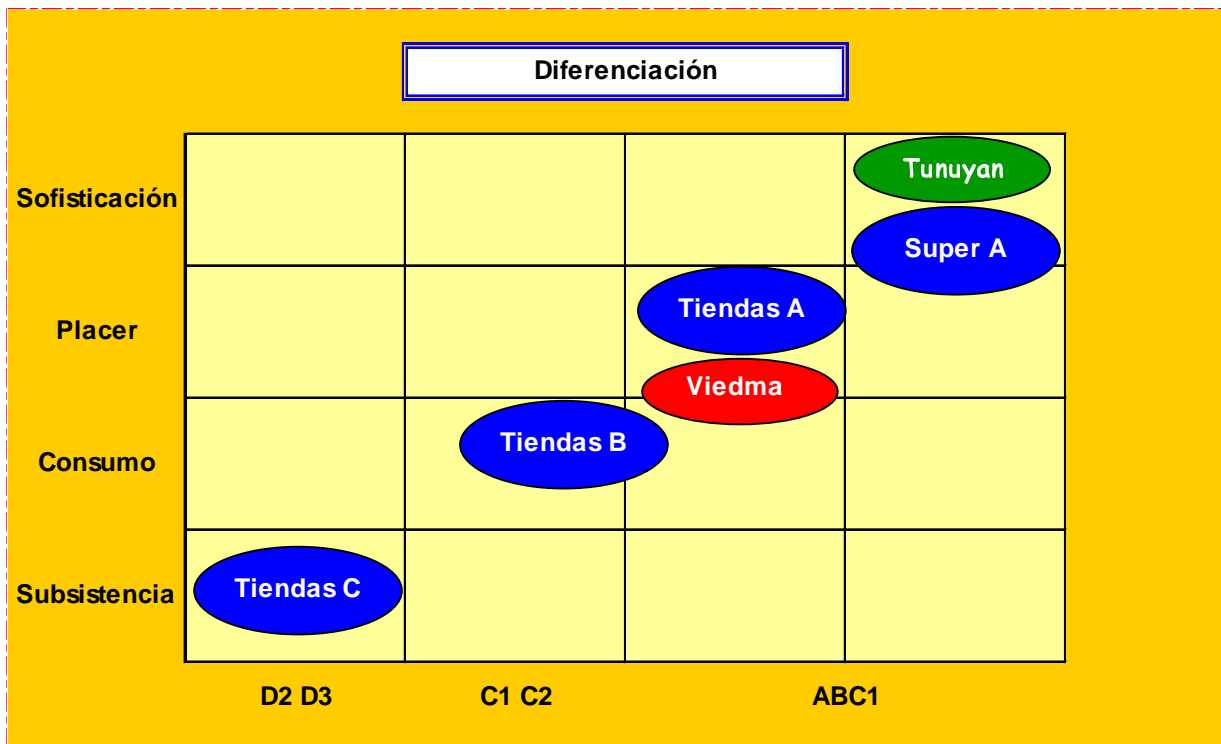 Diferenciación
Sofisticación
Tunuyan
Super A
Placer
Tiendas A
Viedma
Consumo
Tiendas B
Subsistencia
Tiendas C
D2 D3
C1 C2
ABC1